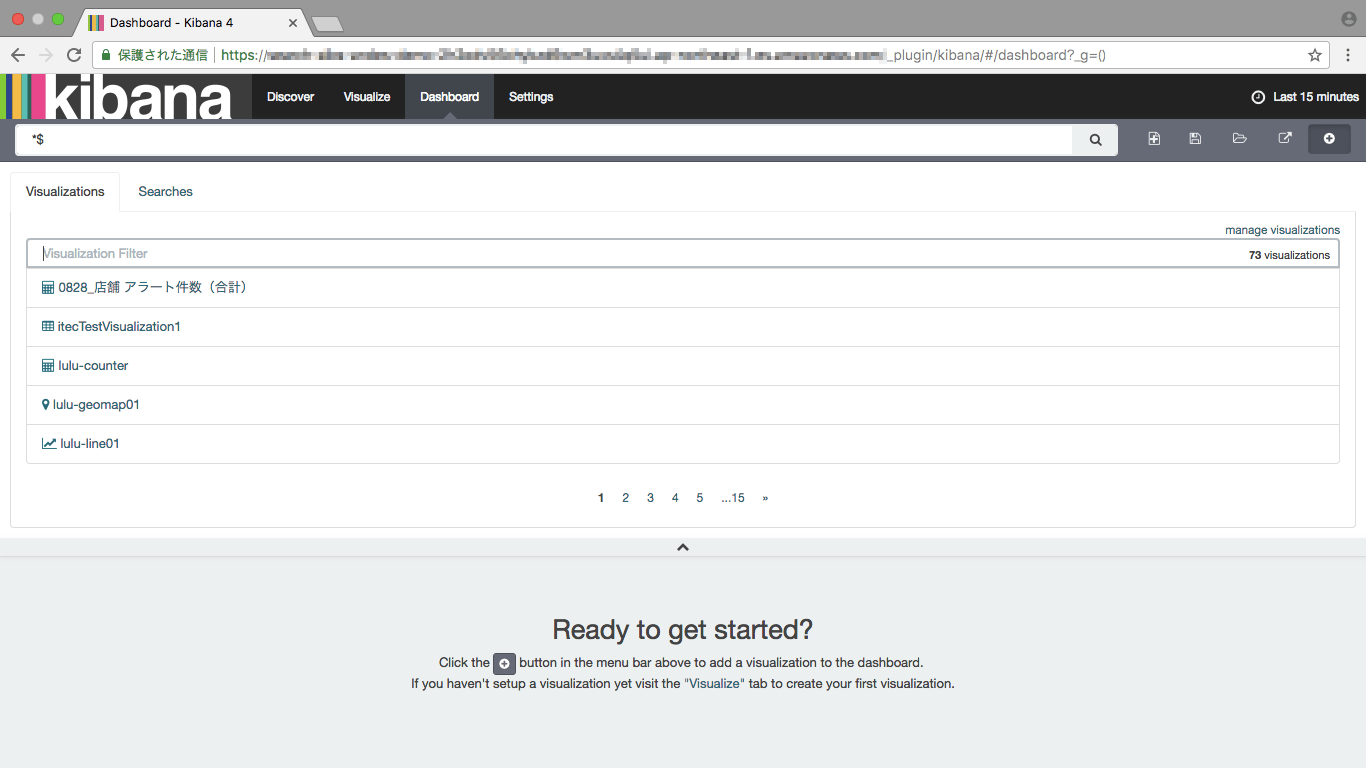 Dashboard - Kibana 4
保護された通信 https:// _plugin/kibana/#/dashboard?_g=()
kibana Discover Visualize Dashboard Settings Last 15 minutes
*$
Visualizations Searches
manage visualizations
Visualization Filter 73 visualizations
0828_店舗 アラート件数（合計）
itecTestVisualization1
lulu-counter
lulu-geomap01
lulu-line01
1 2 3 4 5 ...15 »
Ready to get started?
Click the button in the menu bar above to add a visualization to the dashboard.
If you haven't setup a visualization yet visit the "Visualize" tab to create your first visualization.